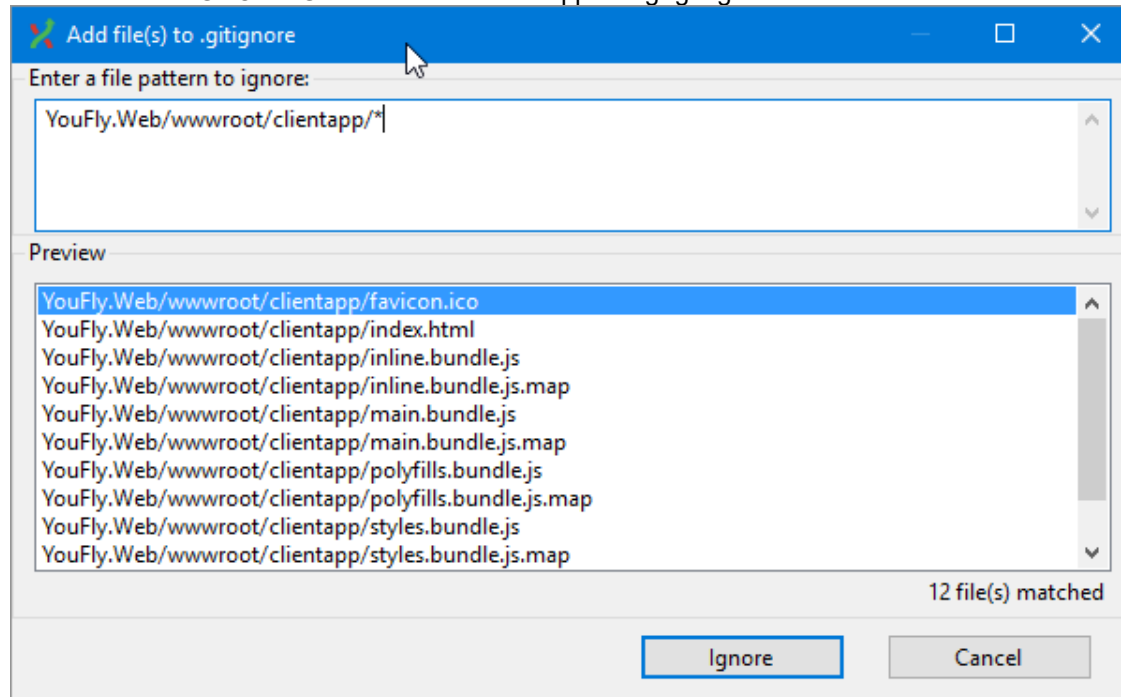 Add file(s) to .gitignore
Enter a file pattern to ignore:
YouFly.Web/wwwroot/clientapp/*
Preview
YouFly.Web/wwwroot/clientapp/favicon.ico
YouFly.Web/wwwroot/clientapp/index.html
YouFly.Web/wwwroot/clientapp/inline.bundle.js
YouFly.Web/wwwroot/clientapp/inline.bundle.js.map
YouFly.Web/wwwroot/clientapp/main.bundle.js
YouFly.Web/wwwroot/clientapp/main.bundle.js.map
YouFly.Web/wwwroot/clientapp/polyfills.bundle.js
YouFly.Web/wwwroot/clientapp/polyfills.bundle.js.map
YouFly.Web/wwwroot/clientapp/styles.bundle.js
YouFly.Web/wwwroot/clientapp/styles.bundle.js.map
12 file(s) matched
Ignore Cancel